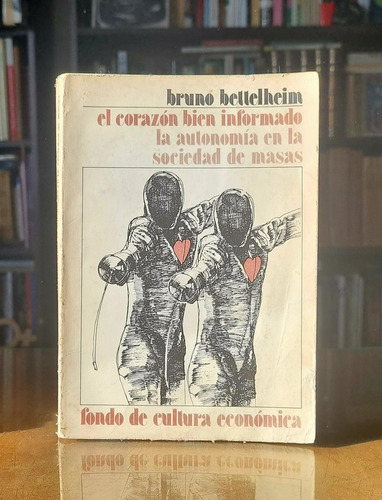 bruno bettelheim
el corazón bien informado
la autonomía en la
sociedad de masas
fondo de cultura económica